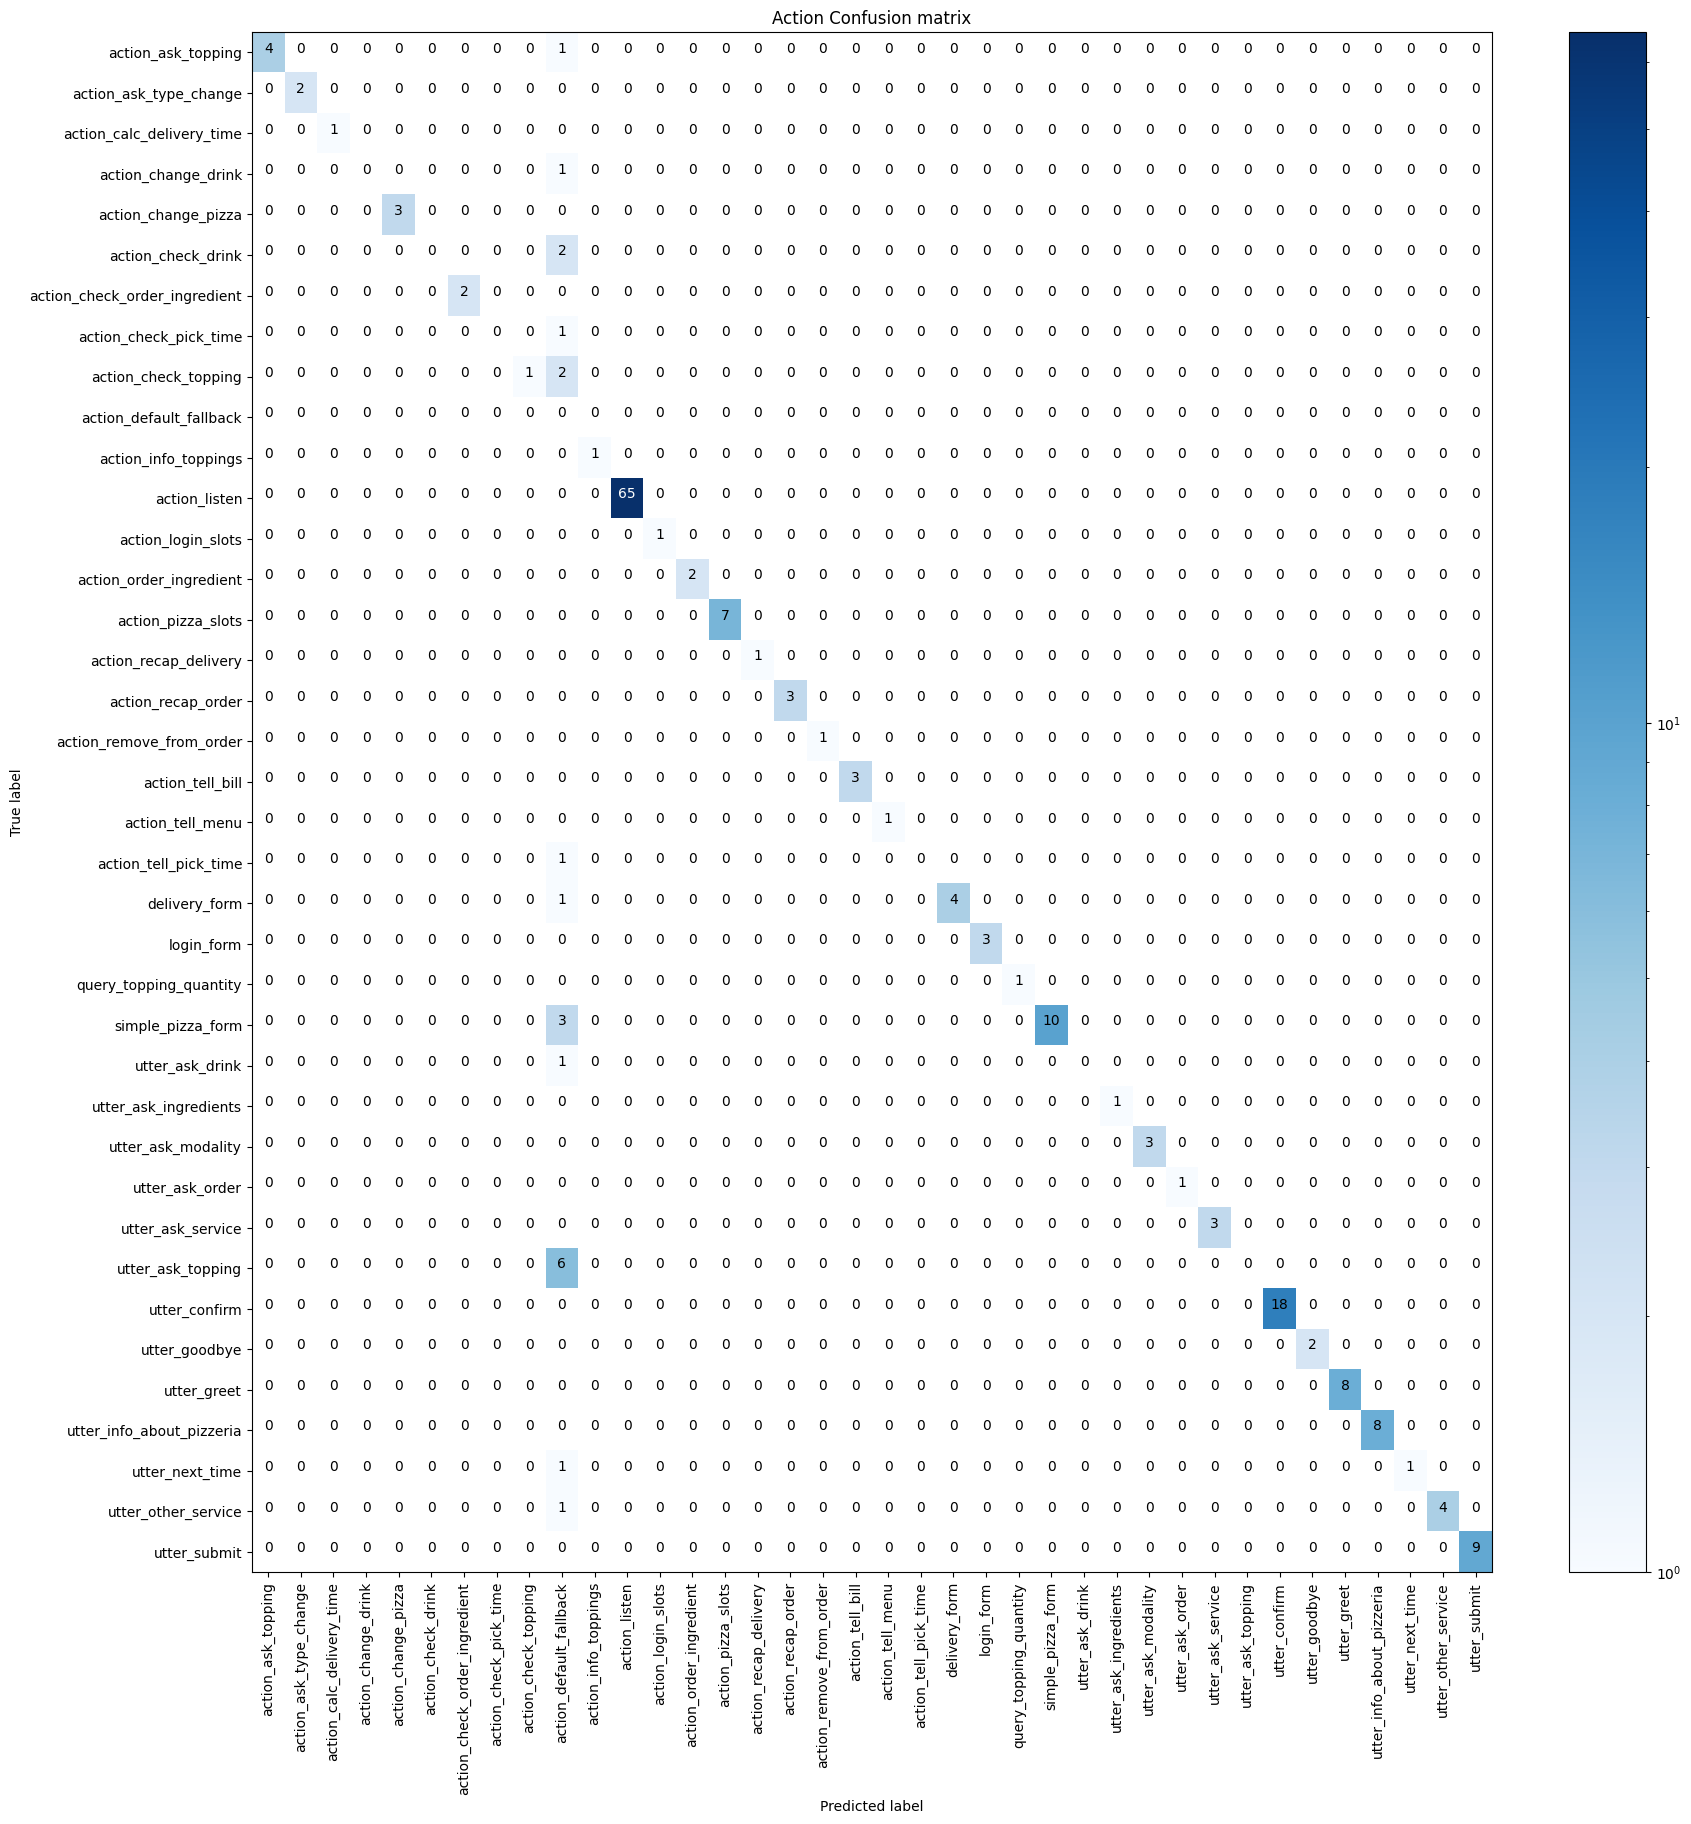 Action Confusion matrix
action_ask_topping 4 0 0 0 0 0 0 0 0 1 0 0 0 0 0 0 0 0 0 0 0 0 0 0 0 0 0 0 0 0 0 0 0 0 0 0 0 0
action_ask_type_change 0 2 0 0 0 0 0 0 0 0 0 0 0 0 0 0 0 0 0 0 0 0 0 0 0 0 0 0 0 0 0 0 0 0 0 0 0 0
action_calc_delivery_time 0 0 1 0 0 0 0 0 0 0 0 0 0 0 0 0 0 0 0 0 0 0 0 0 0 0 0 0 0 0 0 0 0 0 0 0 0 0
action_change_drink 0 0 0 0 0 0 0 0 0 1 0 0 0 0 0 0 0 0 0 0 0 0 0 0 0 0 0 0 0 0 0 0 0 0 0 0 0 0
action_change_pizza 0 0 0 0 3 0 0 0 0 0 0 0 0 0 0 0 0 0 0 0 0 0 0 0 0 0 0 0 0 0 0 0 0 0 0 0 0 0
action_check_drink 0 0 0 0 0 0 0 0 0 2 0 0 0 0 0 0 0 0 0 0 0 0 0 0 0 0 0 0 0 0 0 0 0 0 0 0 0 0
action_check_order_ingredient 0 0 0 0 0 0 2 0 0 0 0 0 0 0 0 0 0 0 0 0 0 0 0 0 0 0 0 0 0 0 0 0 0 0 0 0 0 0
action_check_pick_time 0 0 0 0 0 0 0 0 0 1 0 0 0 0 0 0 0 0 0 0 0 0 0 0 0 0 0 0 0 0 0 0 0 0 0 0 0 0
action_check_topping 0 0 0 0 0 0 0 0 1 2 0 0 0 0 0 0 0 0 0 0 0 0 0 0 0 0 0 0 0 0 0 0 0 0 0 0 0 0
action_default_fallback 0 0 0 0 0 0 0 0 0 0 0 0 0 0 0 0 0 0 0 0 0 0 0 0 0 0 0 0 0 0 0 0 0 0 0 0 0 0
action_info_toppings 0 0 0 0 0 0 0 0 0 0 1 0 0 0 0 0 0 0 0 0 0 0 0 0 0 0 0 0 0 0 0 0 0 0 0 0 0 0
action_listen 0 0 0 0 0 0 0 0 0 0 0 65 0 0 0 0 0 0 0 0 0 0 0 0 0 0 0 0 0 0 0 0 0 0 0 0 0 0
action_login_slots 0 0 0 0 0 0 0 0 0 0 0 0 1 0 0 0 0 0 0 0 0 0 0 0 0 0 0 0 0 0 0 0 0 0 0 0 0 0
action_order_ingredient 0 0 0 0 0 0 0 0 0 0 0 0 0 2 0 0 0 0 0 0 0 0 0 0 0 0 0 0 0 0 0 0 0 0 0 0 0 0
action_pizza_slots 0 0 0 0 0 0 0 0 0 0 0 0 0 0 7 0 0 0 0 0 0 0 0 0 0 0 0 0 0 0 0 0 0 0 0 0 0 0
action_recap_delivery 0 0 0 0 0 0 0 0 0 0 0 0 0 0 0 1 0 0 0 0 0 0 0 0 0 0 0 0 0 0 0 0 0 0 0 0 0 0
action_recap_order 0 0 0 0 0 0 0 0 0 0 0 0 0 0 0 0 3 0 0 0 0 0 0 0 0 0 0 0 0 0 0 0 0 0 0 0 0 0
10¹
action_remove_from_order 0 0 0 0 0 0 0 0 0 0 0 0 0 0 0 0 0 1 0 0 0 0 0 0 0 0 0 0 0 0 0 0 0 0 0 0 0 0
action_tell_bill 0 0 0 0 0 0 0 0 0 0 0 0 0 0 0 0 0 0 3 0 0 0 0 0 0 0 0 0 0 0 0 0 0 0 0 0 0 0
True label
action_tell_menu 0 0 0 0 0 0 0 0 0 0 0 0 0 0 0 0 0 0 0 1 0 0 0 0 0 0 0 0 0 0 0 0 0 0 0 0 0 0
action_tell_pick_time 0 0 0 0 0 0 0 0 0 1 0 0 0 0 0 0 0 0 0 0 0 0 0 0 0 0 0 0 0 0 0 0 0 0 0 0 0 0
delivery_form 0 0 0 0 0 0 0 0 0 1 0 0 0 0 0 0 0 0 0 0 0 4 0 0 0 0 0 0 0 0 0 0 0 0 0 0 0 0
login_form 0 0 0 0 0 0 0 0 0 0 0 0 0 0 0 0 0 0 0 0 0 0 3 0 0 0 0 0 0 0 0 0 0 0 0 0 0 0
query_topping_quantity 0 0 0 0 0 0 0 0 0 0 0 0 0 0 0 0 0 0 0 0 0 0 0 1 0 0 0 0 0 0 0 0 0 0 0 0 0 0
simple_pizza_form 0 0 0 0 0 0 0 0 0 3 0 0 0 0 0 0 0 0 0 0 0 0 0 0 10 0 0 0 0 0 0 0 0 0 0 0 0 0
utter_ask_drink 0 0 0 0 0 0 0 0 0 1 0 0 0 0 0 0 0 0 0 0 0 0 0 0 0 0 0 0 0 0 0 0 0 0 0 0 0 0
utter_ask_ingredients 0 0 0 0 0 0 0 0 0 0 0 0 0 0 0 0 0 0 0 0 0 0 0 0 0 0 1 0 0 0 0 0 0 0 0 0 0 0
utter_ask_modality 0 0 0 0 0 0 0 0 0 0 0 0 0 0 0 0 0 0 0 0 0 0 0 0 0 0 0 3 0 0 0 0 0 0 0 0 0 0
utter_ask_order 0 0 0 0 0 0 0 0 0 0 0 0 0 0 0 0 0 0 0 0 0 0 0 0 0 0 0 0 1 0 0 0 0 0 0 0 0 0
utter_ask_service 0 0 0 0 0 0 0 0 0 0 0 0 0 0 0 0 0 0 0 0 0 0 0 0 0 0 0 0 0 3 0 0 0 0 0 0 0 0
utter_ask_topping 0 0 0 0 0 0 0 0 0 6 0 0 0 0 0 0 0 0 0 0 0 0 0 0 0 0 0 0 0 0 0 0 0 0 0 0 0 0
utter_confirm 0 0 0 0 0 0 0 0 0 0 0 0 0 0 0 0 0 0 0 0 0 0 0 0 0 0 0 0 0 0 0 18 0 0 0 0 0 0
utter_goodbye 0 0 0 0 0 0 0 0 0 0 0 0 0 0 0 0 0 0 0 0 0 0 0 0 0 0 0 0 0 0 0 0 2 0 0 0 0 0
utter_greet 0 0 0 0 0 0 0 0 0 0 0 0 0 0 0 0 0 0 0 0 0 0 0 0 0 0 0 0 0 0 0 0 0 8 0 0 0 0
utter_info_about_pizzeria 0 0 0 0 0 0 0 0 0 0 0 0 0 0 0 0 0 0 0 0 0 0 0 0 0 0 0 0 0 0 0 0 0 0 8 0 0 0
utter_next_time 0 0 0 0 0 0 0 0 0 1 0 0 0 0 0 0 0 0 0 0 0 0 0 0 0 0 0 0 0 0 0 0 0 0 0 1 0 0
utter_other_service 0 0 0 0 0 0 0 0 0 1 0 0 0 0 0 0 0 0 0 0 0 0 0 0 0 0 0 0 0 0 0 0 0 0 0 0 4 0
utter_submit 0 0 0 0 0 0 0 0 0 0 0 0 0 0 0 0 0 0 0 0 0 0 0 0 0 0 0 0 0 0 0 0 0 0 0 0 0 9
10⁰
action_ask_topping
action_ask_type_change
action_calc_delivery_time
action_change_drink
action_change_pizza
action_check_drink
action_check_order_ingredient
action_check_pick_time
action_check_topping
action_default_fallback
action_info_toppings
action_listen
action_login_slots
action_order_ingredient
action_pizza_slots
action_recap_delivery
action_recap_order
action_remove_from_order
action_tell_bill
action_tell_menu
action_tell_pick_time
delivery_form
login_form
query_topping_quantity
simple_pizza_form
utter_ask_drink
utter_ask_ingredients
utter_ask_modality
utter_ask_order
utter_ask_service
utter_ask_topping
utter_confirm
utter_goodbye
utter_greet
utter_info_about_pizzeria
utter_next_time
utter_other_service
utter_submit
Predicted label